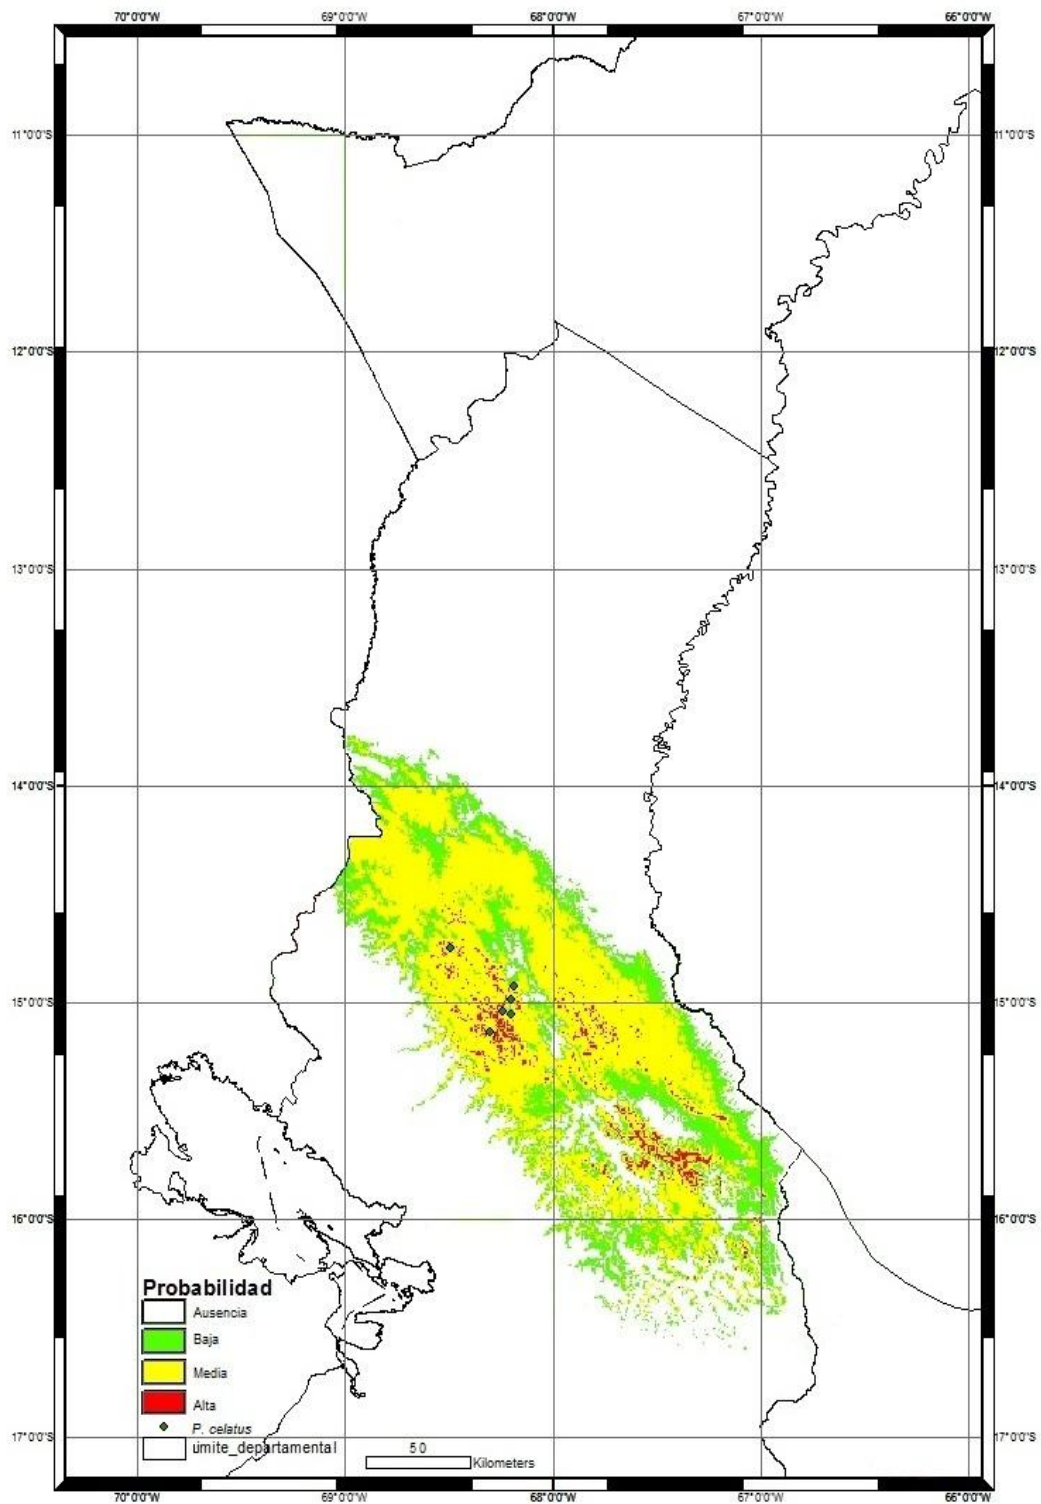 70°0'0"W 69°0'0"W 68°0'0"W 67°0'0"W 66°0'0"W
11°0'0"S 11°0'0"S
12°0'0"S 12°0'0"S
13°0'0"S 13°0'0"S
14°0'0"S 14°0'0"S
15°0'0"S 15°0'0"S
16°0'0"S 16°0'0"S
Probabilidad
Ausencia
Baja
Media
Alta
P. celatus
límite_departamental
50
Kilometers
17°0'0"S 17°0'0"S
70°0'0"W 69°0'0"W 68°0'0"W 67°0'0"W 66°0'0"W